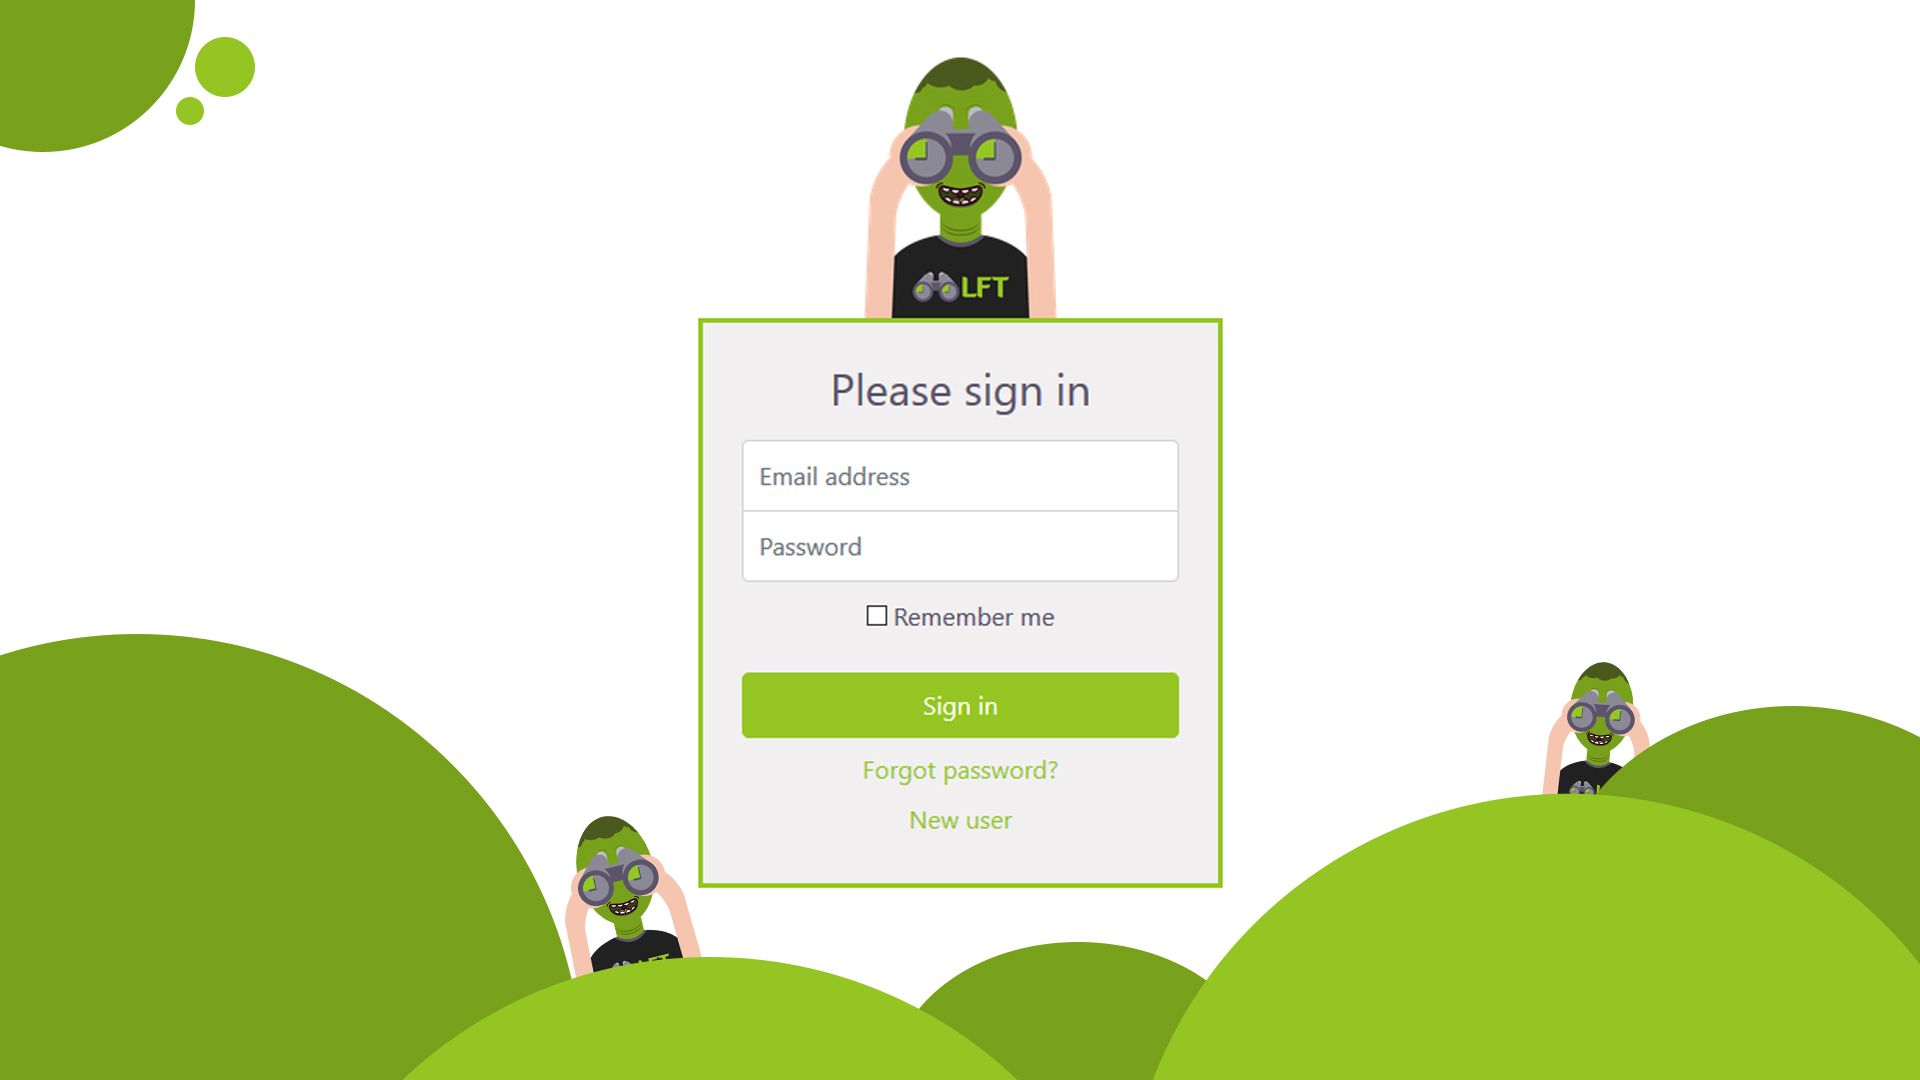 LFT
Please sign in
Email address
Password
Remember me
Sign in
Forgot password?
New user